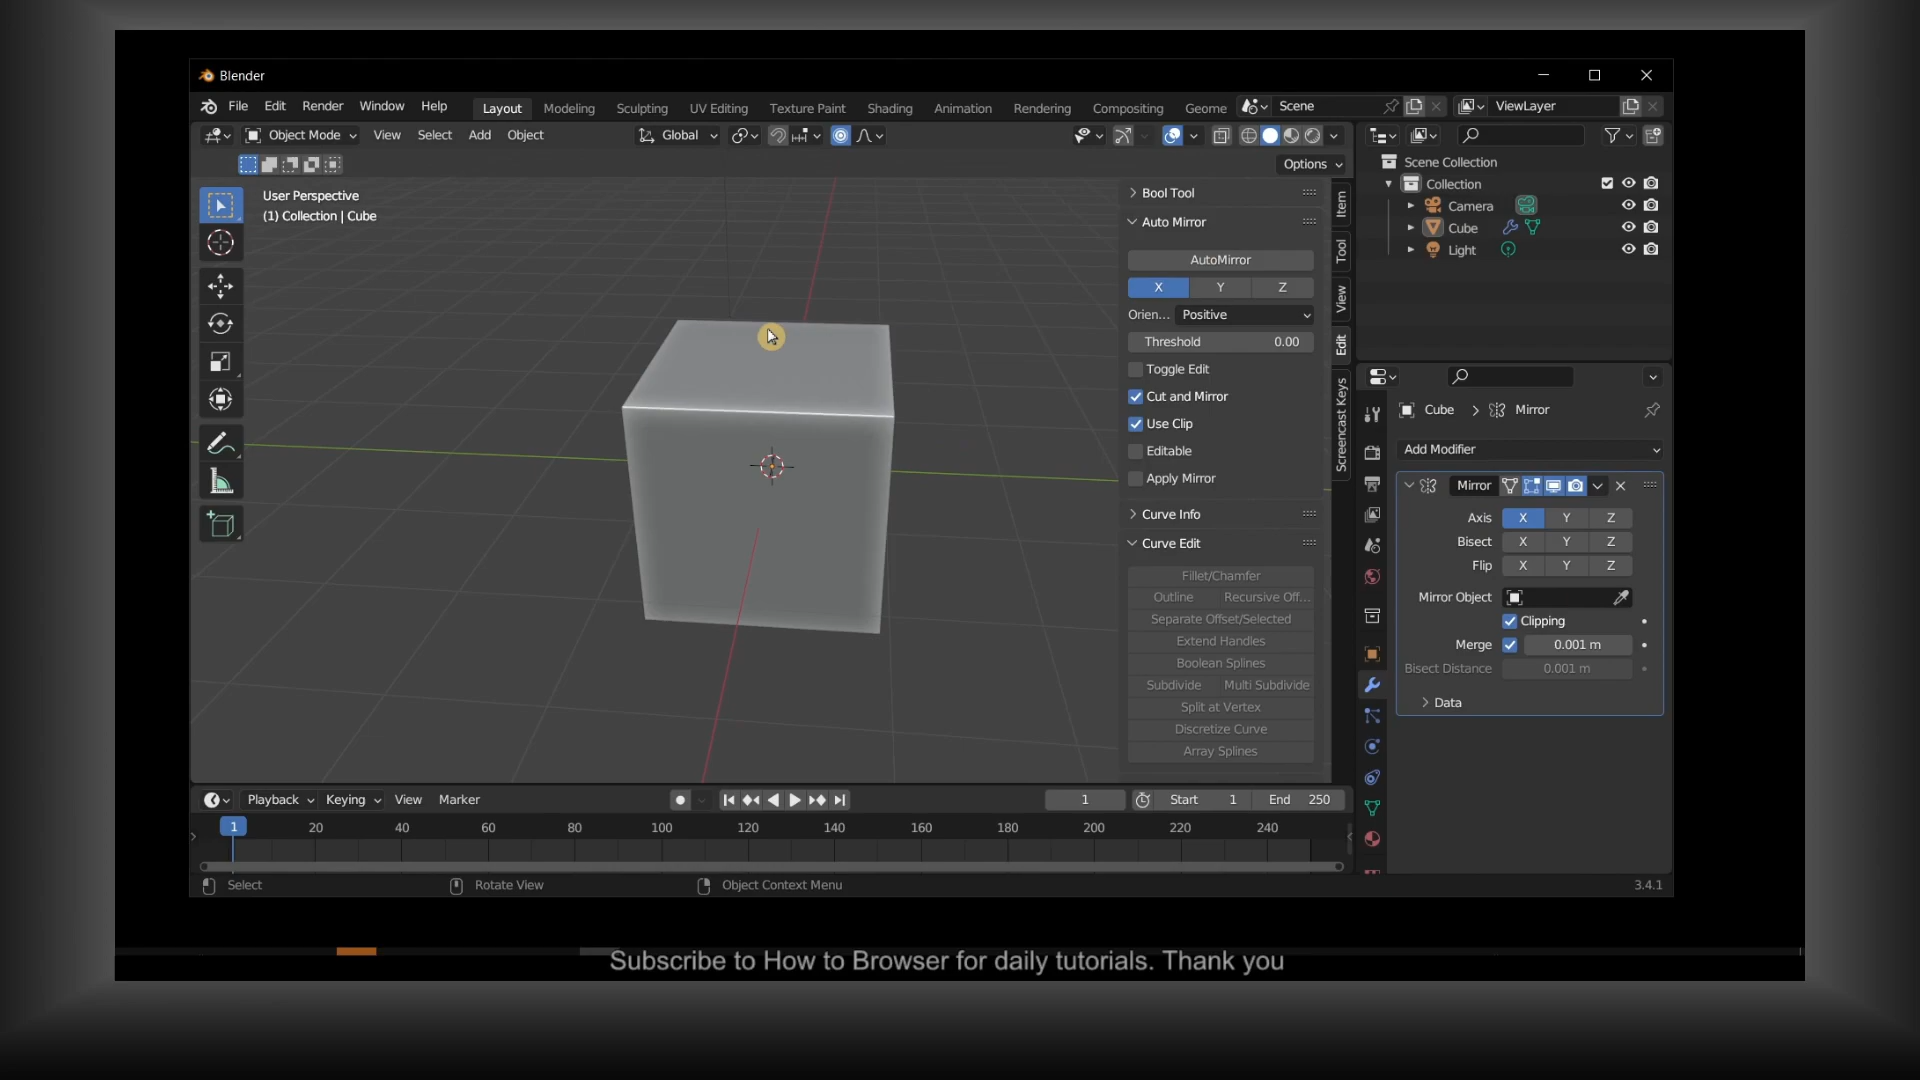 Blender
File Edit Render Window Help Layout Modeling Sculpting UV Editing Texture Paint Shading Animation Rendering Compositing Geome Scene ViewLayer
Object Mode View Select Add Object Global
Options
User Perspective
(1) Collection | Cube
Bool Tool
Auto Mirror
AutoMirror
X Y Z
Orien... Positive
Threshold 0.00
Toggle Edit
Cut and Mirror
Use Clip
Editable
Apply Mirror
Curve Info
Curve Edit
Fillet/Chamfer
Outline Recursive Off...
Separate Offset/Selected
Extend Handles
Boolean Splines
Subdivide Multi Subdivide
Split at Vertex
Discretize Curve
Array Splines
Item
Tool
View
Edit
Screencast Keys
Scene Collection
Collection
Camera
Cube
Light
Cube > Mirror
Add Modifier
Mirror
Axis X Y Z
Bisect X Y Z
Flip X Y Z
Mirror Object
Clipping
Merge 0.001 m
Bisect Distance 0.001 m
Data
Playback Keying View Marker 1 Start 1 End 250
1 20 40 60 80 100 120 140 160 180 200 220 240
Select Rotate View Object Context Menu 3.4.1
Subscribe to How to Browser for daily tutorials. Thank you